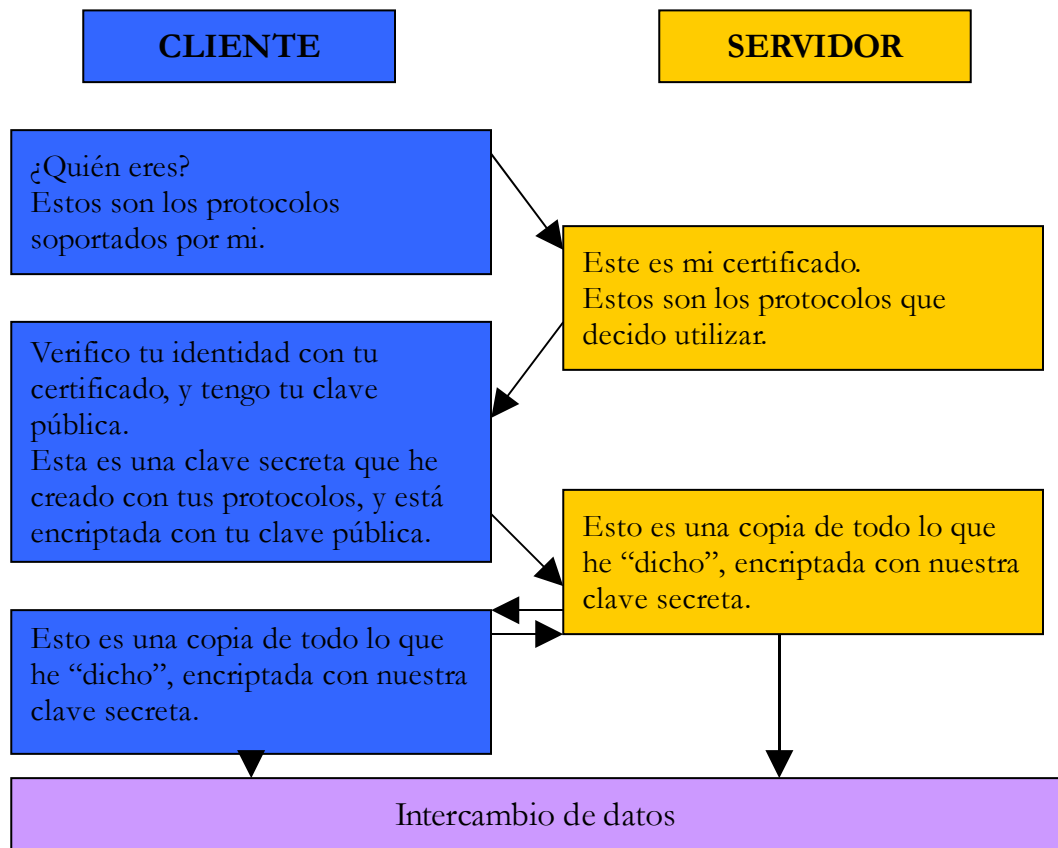 CLIENTE
SERVIDOR
¿Quién eres?
Estos son los protocolos
soportados por mi.
Este es mi certificado.
Estos son los protocolos que
decido utilizar.
Verifico tu identidad con tu
certificado, y tengo tu clave
pública.
Esta es una clave secreta que he
creado con tus protocolos, y está
encriptada con tu clave pública.
Esto es una copia de todo lo que
he “dicho”, encriptada con nuestra
clave secreta.
Esto es una copia de todo lo que
he “dicho”, encriptada con nuestra
clave secreta.
Intercambio de datos